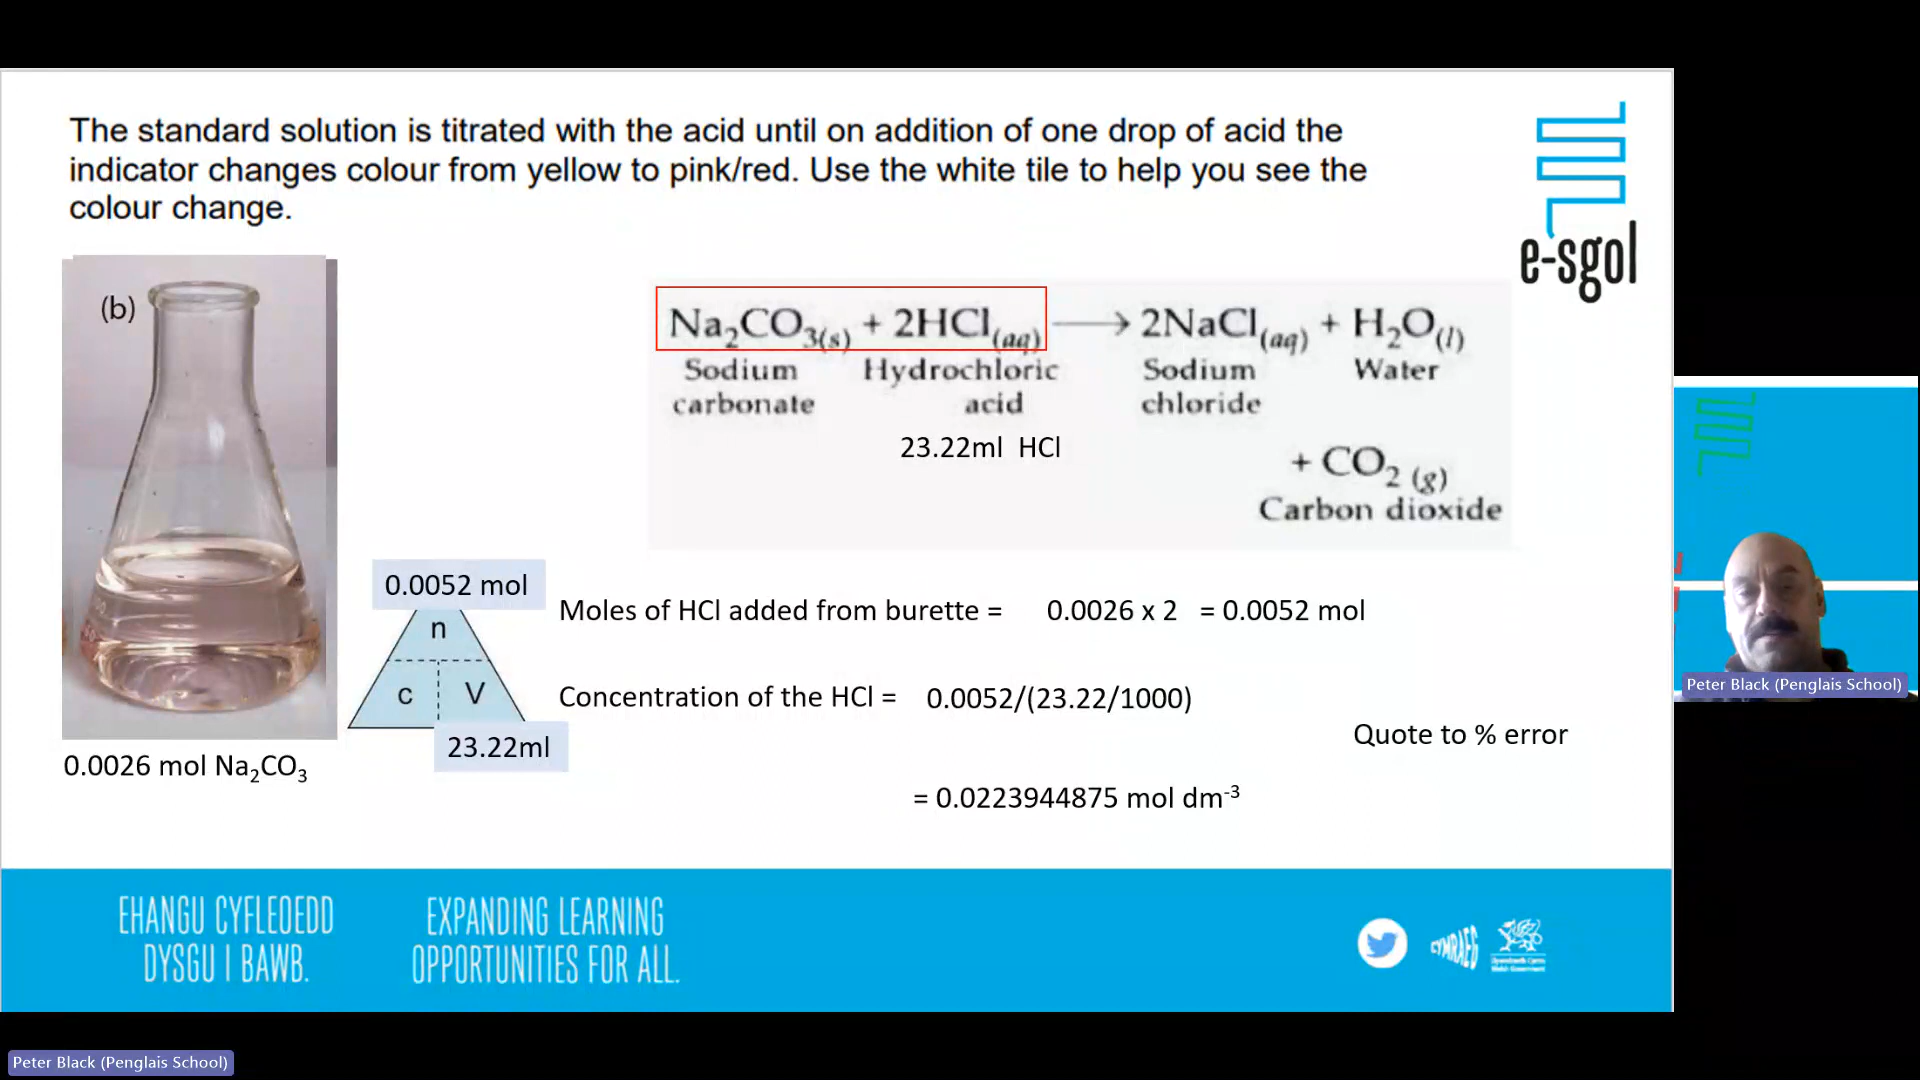 The standard solution is titrated with the acid until on addition of one drop of acid the
indicator changes colour from yellow to pink/red. Use the white tile to help you see the
colour change.
e-sgol
(b)
Na₂CO₃(s) + 2HCl(aq) ⟶ 2NaCl(aq) + H₂O(l)
Sodium carbonate
Hydrochloric acid
Sodium chloride
Water
23.22ml HCl
+ CO₂ (g)
Carbon dioxide
0.0052 mol
n
c
V
23.22ml
Moles of HCl added from burette = 0.0026 x 2 = 0.0052 mol
Concentration of the HCl = 0.0052/(23.22/1000)
Quote to % error
= 0.0223944875 mol dm⁻³
0.0026 mol Na₂CO₃
EHANGU CYFLEOEDD
DYSGU I BAWB.
EXPANDING LEARNING
OPPORTUNITIES FOR ALL.
CYMRAEG
Peter Black (Penglais School)
Peter Black (Penglais School)